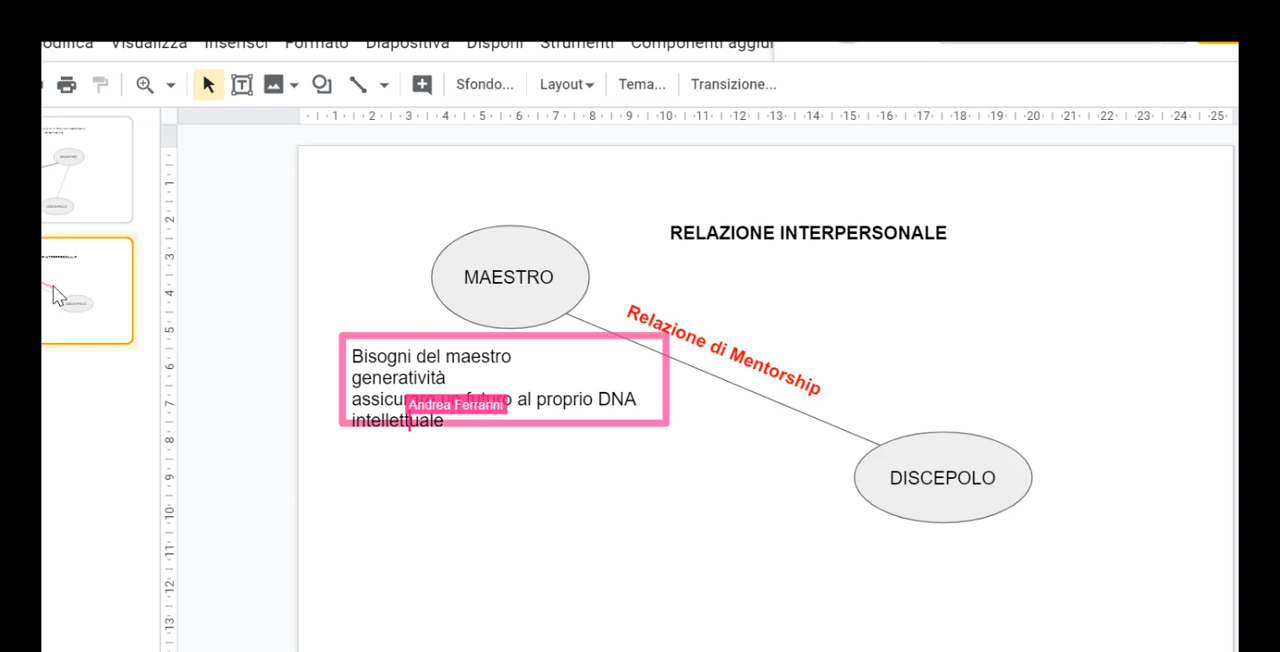 Visualizza Inserisci Formato Diapositiva Disponi Strumenti Componenti
Sfondo... Layout Tema... Transizione...
1 2 3 4 5 6 7 8 9 10 11 12 13 14 15 16 17 18 19 20 21 22 23 24 25
1
2
3
4
5
6
7
8
9
10
11
12
13
MAESTRO
DISCEPOLO
RELAZIONE INTERPERSONALE
MAESTRO
Relazione di Mentorship
Bisogni del maestro
generatività
assicurare un futuro al proprio DNA
Andrea Ferrarini
intellettuale
DISCEPOLO